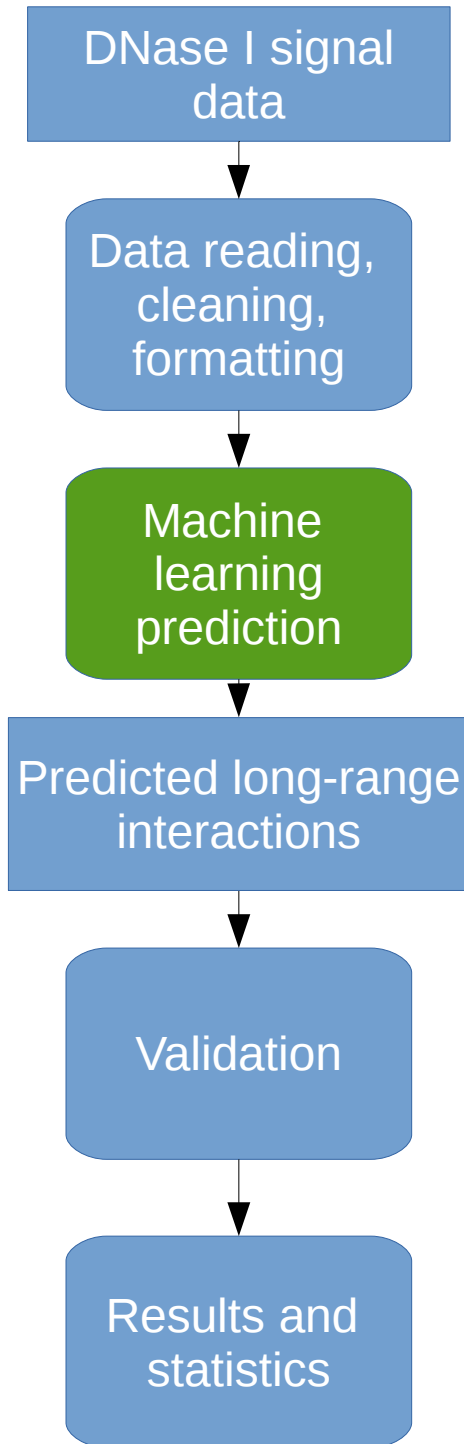 DNase I signal
data
Data reading,
cleaning,
formatting
Machine
learning
prediction
Predicted long-range
interactions
Validation
Results and
statistics